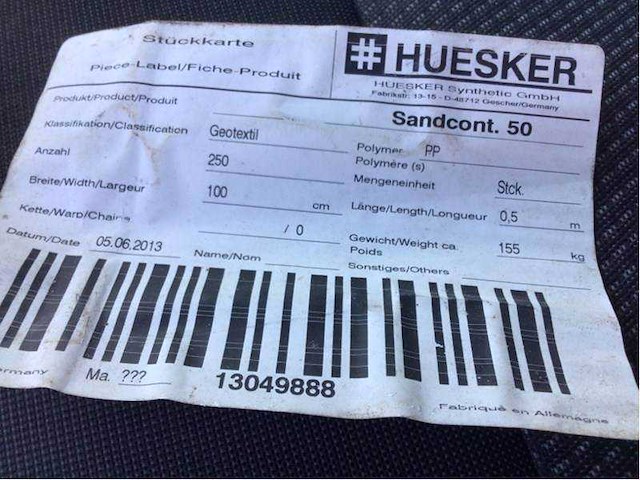 Stückkarte
Piece-Label/Fiche-Produit
# HUESKER
HUESKER Synthetic GmbH
Fabrikstr. 13-15 - D-48712 Gescher/Germany
Produkt/Product/Produit
Sandcont. 50
Klassifikation/Classification Geotextil
Polymer PP
Polymère (s)
Anzahl 250
Mengeneinheit Stck.
Breite/Width/Largeur 100 cm
Länge/Length/Longueur 0,5 m
Kette/Warp/Chaine / 0
Gewicht/Weight ca. 155 kg
Poids
Datum/Date 05.06.2013
Name/Nom
Sonstiges/Others
Ma. ???
13049888
Fabriqué en Allemagne